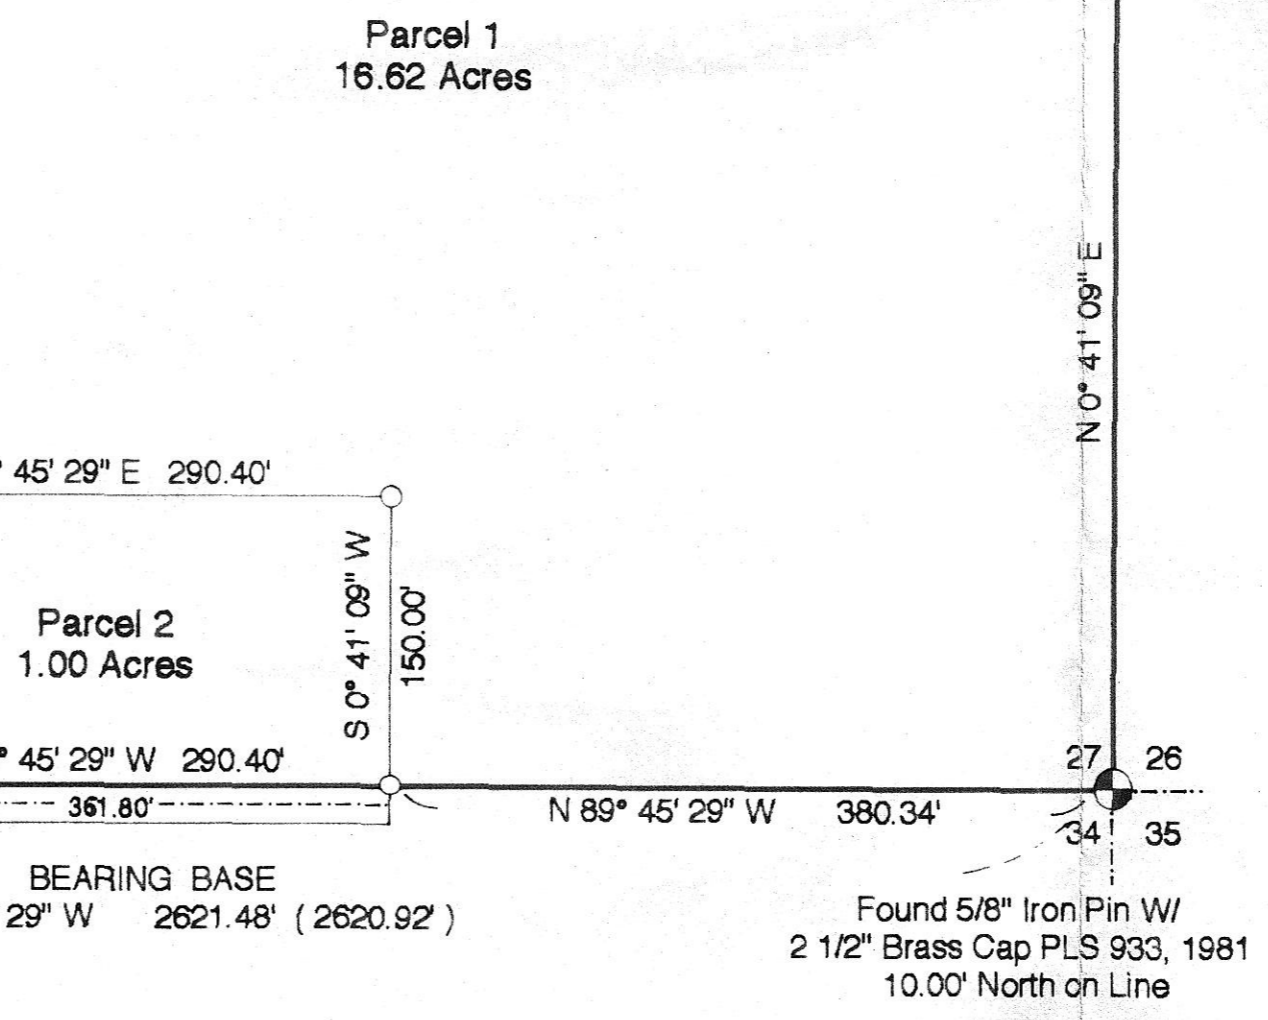 Parcel 1
16.62 Acres
N 0° 41' 09" E
° 45' 29" E 290.40'
S 0° 41' 09" W
150.00'
Parcel 2
1.00 Acres
° 45' 29" W 290.40'
361.80'
N 89° 45' 29" W 380.34'
27 26
34 35
BEARING BASE
29" W 2621.48' ( 2620.92' )
Found 5/8" Iron Pin W/
2 1/2" Brass Cap PLS 933, 1981
10.00' North on Line